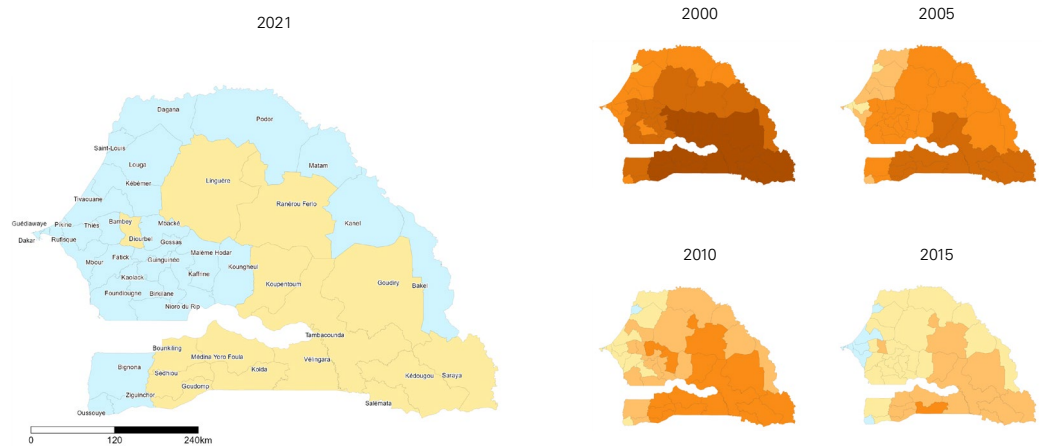 2021
Dagana
Podor
Saint-Louis
Louga
Matam
Linguère
Kébémer
Ranérou Ferlo
Tivaouane
Kanel
Guédiawaye
Pikine
Thies
Bambey
Mbacké
Dakar
Rufisque
Diourbel
Gossas
Fatick
Guinguinée
Malème Hodar
Mbour
Koungheul
Kaolack
Kaffrine
Koupentoum
Goudiry
Bakel
Foundiougne
Birkilane
Nioro du Rip
Tambacounda
Bounkiling
Médina Yoro Foula
Vélingara
Bignona
Sédhiou
Kolda
Kédougou
Saraya
Goudomp
Ziguinchor
Salémata
Oussouye
0 120 240km
2000
2005
2010
2015